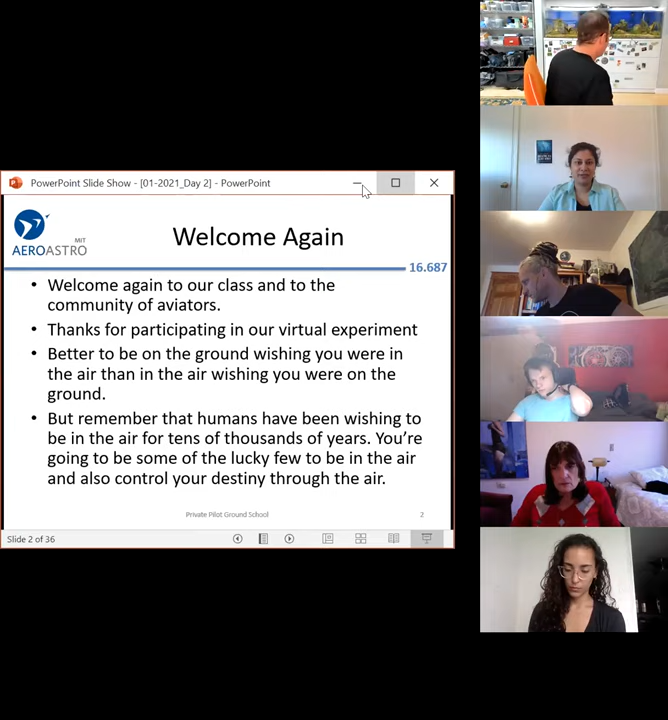 PowerPoint Slide Show - [01-2021_Day 2] - PowerPoint
MIT
AEROASTRO
Welcome Again
16.687
• Welcome again to our class and to the
community of aviators.
• Thanks for participating in our virtual experiment
• Better to be on the ground wishing you were in
the air than in the air wishing you were on the
ground.
• But remember that humans have been wishing to
be in the air for tens of thousands of years. You’re
going to be some of the lucky few to be in the air
and also control your destiny through the air.
Private Pilot Ground School
2
Slide 2 of 36